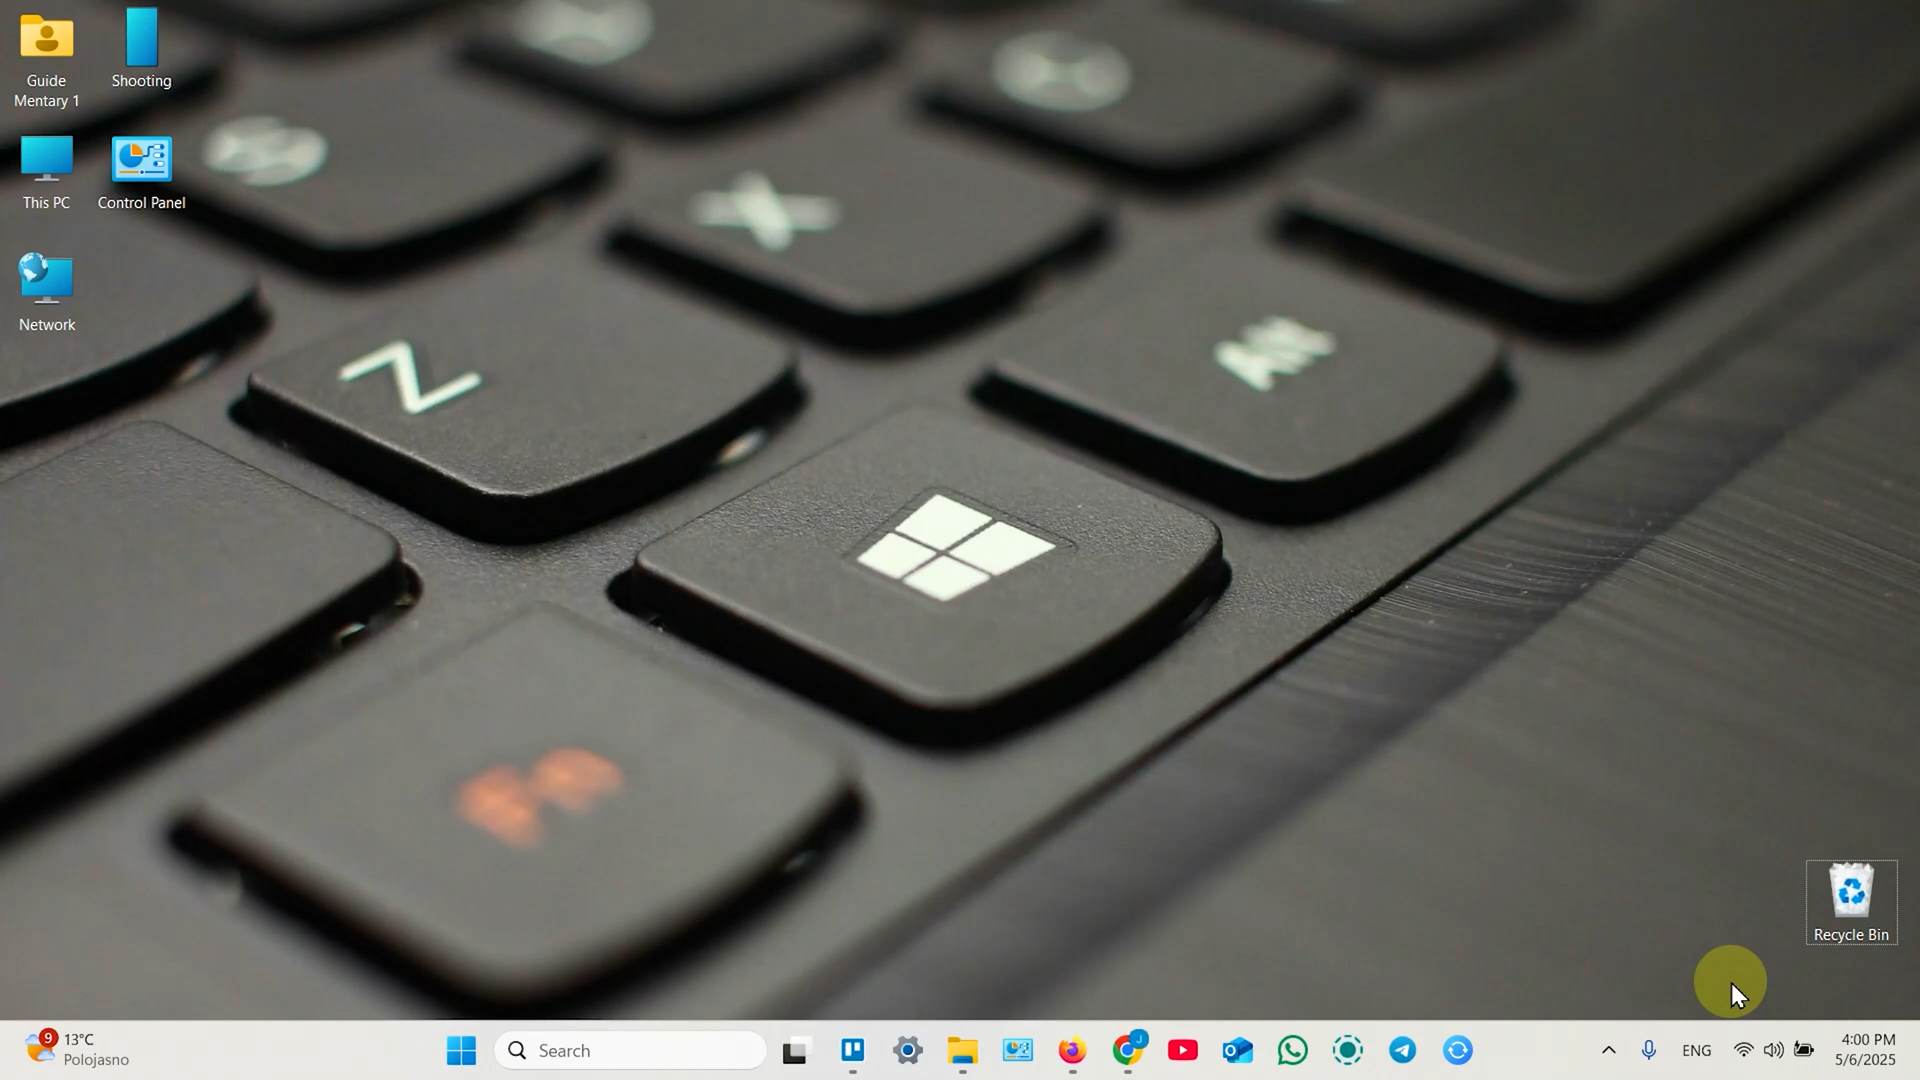 Guide
Mentary 1
Shooting
This PC
Control Panel
Network
S
X
Z
Alt
Recycle Bin
9
13°C
Polojasno
Search
J
ENG
4:00 PM
5/6/2025